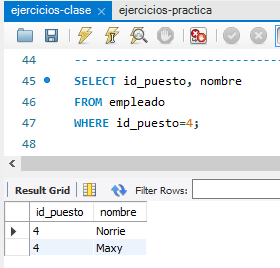 ejercicios-clase ejercicios-practica
44 -- --------------------------
45 SELECT id_puesto, nombre
46 FROM empleado
47 WHERE id_puesto=4;
Result Grid Filter Rows:
id_puesto nombre
4 Norrie
4 Maxy